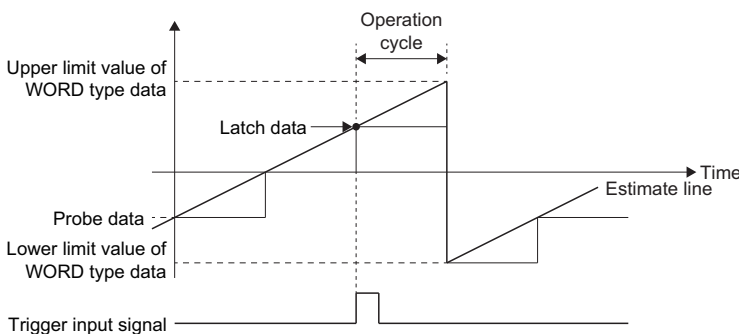 Operation
cycle
Upper limit value of
WORD type data
Latch data
Time
Estimate line
Probe data
Lower limit value of
WORD type data
Trigger input signal